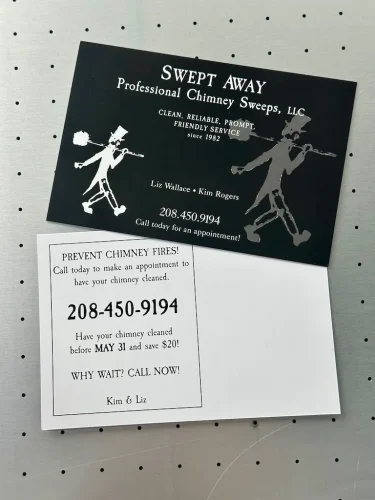 SWEPT AWAY
Professional Chimney Sweeps, LLC
CLEAN, RELIABLE, PROMPT,
FRIENDLY SERVICE
since 1982
Liz Wallace • Kim Rogers
208.450.9194
Call today for an appointment!
PREVENT CHIMNEY FIRES!
Call today to make an appointment to
have your chimney cleaned.
208-450-9194
Have your chimney cleaned
before MAY 31 and save $20!
WHY WAIT? CALL NOW!
Kim & Liz